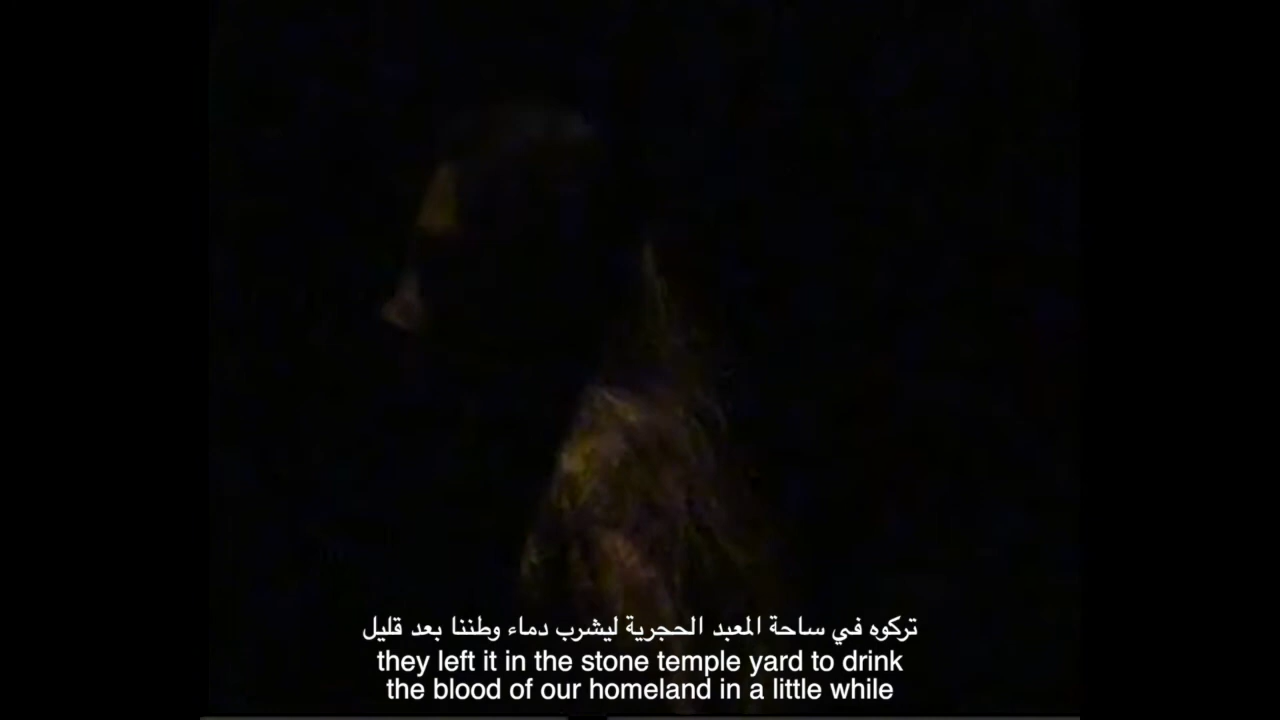 تركوه في ساحة المعبد الحجرية ليشرب دماء وطننا بعد قليل
they left it in the stone temple yard to drink
the blood of our homeland in a little while